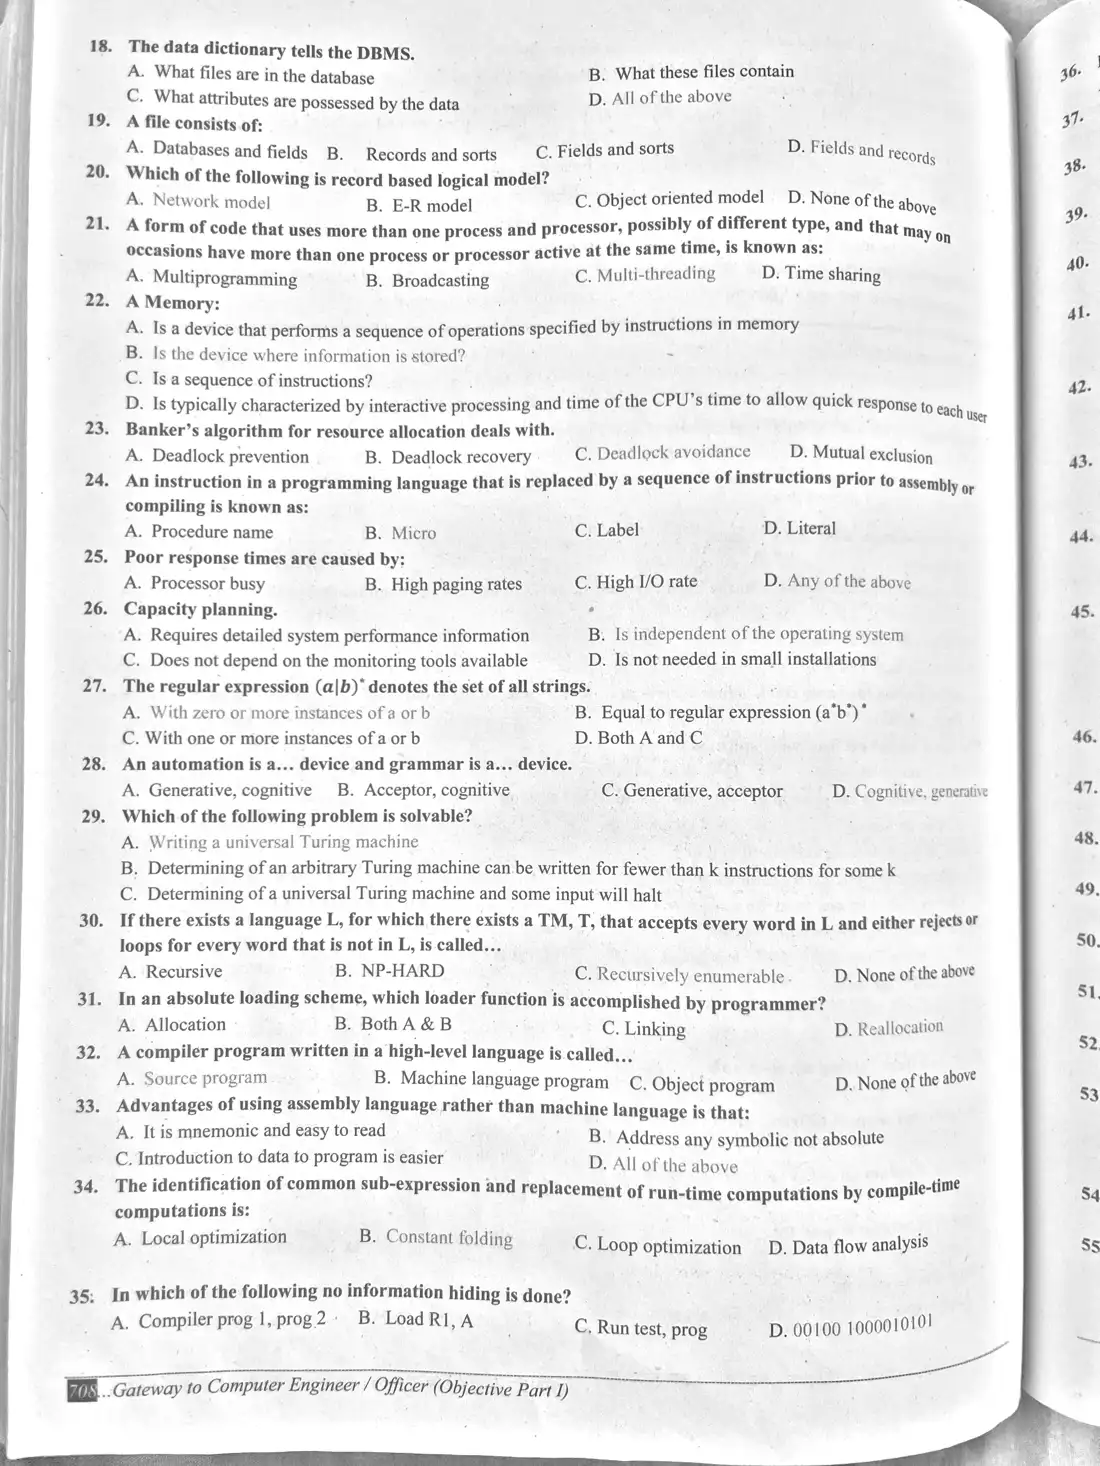 18. The data dictionary tells the DBMS.
A. What files are in the database B. What these files contain
C. What attributes are possessed by the data D. All of the above
19. A file consists of:
A. Databases and fields B. Records and sorts C. Fields and sorts D. Fields and records
20. Which of the following is record based logical model?
A. Network model B. E-R model C. Object oriented model D. None of the above
21. A form of code that uses more than one process and processor, possibly of different type, and that may on
occasions have more than one process or processor active at the same time, is known as:
A. Multiprogramming B. Broadcasting C. Multi-threading D. Time sharing
22. A Memory:
A. Is a device that performs a sequence of operations specified by instructions in memory
B. Is the device where information is stored?
C. Is a sequence of instructions?
D. Is typically characterized by interactive processing and time of the CPU's time to allow quick response to each user
23. Banker's algorithm for resource allocation deals with.
A. Deadlock prevention B. Deadlock recovery C. Deadlock avoidance D. Mutual exclusion
24. An instruction in a programming language that is replaced by a sequence of instructions prior to assembly or
compiling is known as:
A. Procedure name B. Micro C. Label D. Literal
25. Poor response times are caused by:
A. Processor busy B. High paging rates C. High I/O rate D. Any of the above
26. Capacity planning.
A. Requires detailed system performance information B. Is independent of the operating system
C. Does not depend on the monitoring tools available D. Is not needed in small installations
27. The regular expression (a|b)* denotes the set of all strings.
A. With zero or more instances of a or b B. Equal to regular expression (a*b*)*
C. With one or more instances of a or b D. Both A and C
28. An automation is a... device and grammar is a... device.
A. Generative, cognitive B. Acceptor, cognitive C. Generative, acceptor D. Cognitive, generative
29. Which of the following problem is solvable?
A. Writing a universal Turing machine
B. Determining of an arbitrary Turing machine can be written for fewer than k instructions for some k
C. Determining of a universal Turing machine and some input will halt
30. If there exists a language L, for which there exists a TM, T, that accepts every word in L and either rejects or
loops for every word that is not in L, is called...
A. Recursive B. NP-HARD C. Recursively enumerable D. None of the above
31. In an absolute loading scheme, which loader function is accomplished by programmer?
A. Allocation B. Both A & B C. Linking D. Reallocation
32. A compiler program written in a high-level language is called...
A. Source program B. Machine language program C. Object program D. None of the above
33. Advantages of using assembly language rather than machine language is that:
A. It is mnemonic and easy to read B. Address any symbolic not absolute
C. Introduction to data to program is easier D. All of the above
34. The identification of common sub-expression and replacement of run-time computations by compile-time
computations is:
A. Local optimization B. Constant folding C. Loop optimization D. Data flow analysis
35: In which of the following no information hiding is done?
A. Compiler prog 1, prog 2 B. Load R1, A C. Run test, prog D. 00100 1000010101
708...Gateway to Computer Engineer / Officer (Objective Part I)
36.
37.
38.
39.
40.
41.
42.
43.
44.
45.
46.
47.
48.
49.
50.
51.
52.
53
54
55